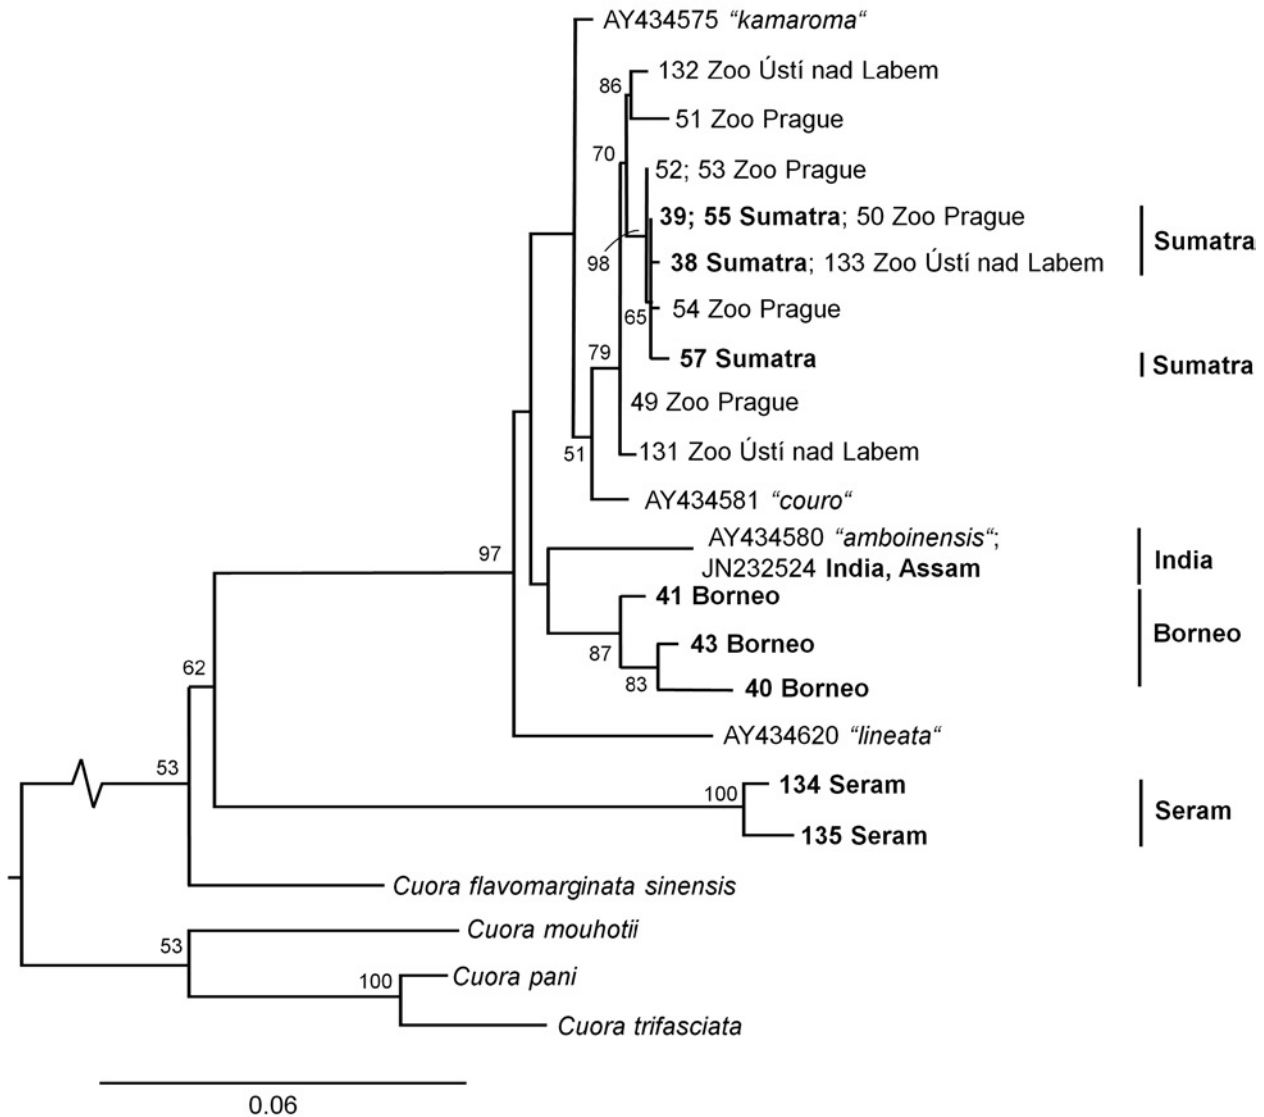 AY434575 “kamaroma“
132 Zoo Ústí nad Labem
86
51 Zoo Prague
70
52; 53 Zoo Prague
39; 55 Sumatra; 50 Zoo Prague
Sumatra
98
38 Sumatra; 133 Zoo Ústí nad Labem
54 Zoo Prague
65
79
57 Sumatra
Sumatra
49 Zoo Prague
51
131 Zoo Ústí nad Labem
AY434581 “couro“
AY434580 “amboinensis“;
97
JN232524 India, Assam
India
41 Borneo
Borneo
87
43 Borneo
83
40 Borneo
62
AY434620 “lineata“
53
134 Seram
100
Seram
135 Seram
Cuora flavomarginata sinensis
Cuora mouhotii
53
Cuora pani
100
Cuora trifasciata
0.06